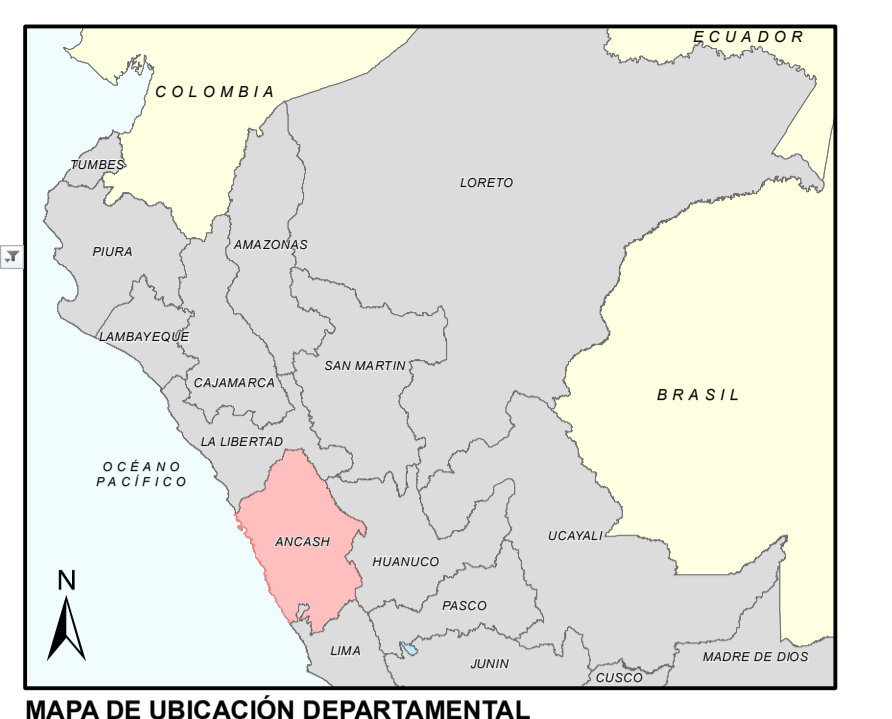 ECUADOR
COLOMBIA
TUMBES
LORETO
PIURA
AMAZONAS
LAMBAYEQUE
SAN MARTIN
CAJAMARCA
BRASIL
LA LIBERTAD
OCÉANO
PACÍFICO
ANCASH
UCAYALI
HUANUCO
N
PASCO
LIMA
JUNIN
MADRE DE DIOS
CUSCO
MAPA DE UBICACIÓN DEPARTAMENTAL